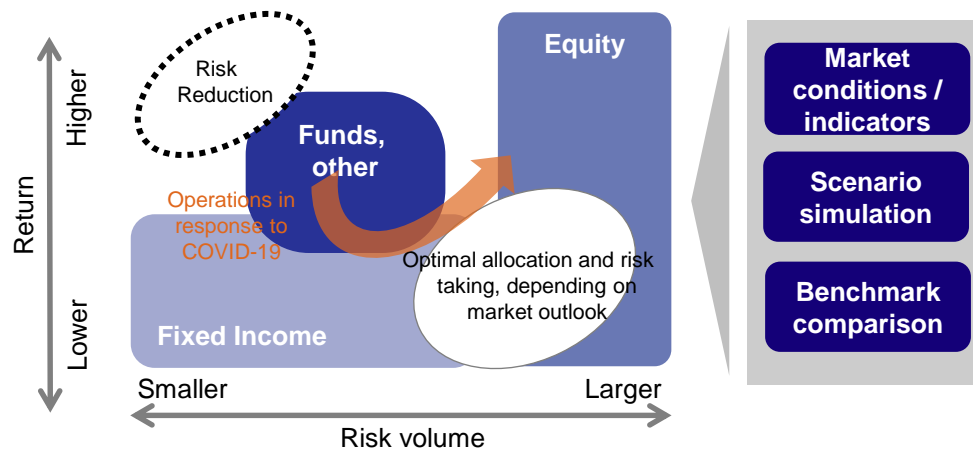 Return
Higher
Lower
Risk
Reduction
Funds,
other
Equity
Operations in
response to
COVID-19
Optimal allocation and risk
taking, depending on
market outlook
Fixed Income
Smaller
Larger
Risk volume
Market
conditions /
indicators
Scenario
simulation
Benchmark
comparison